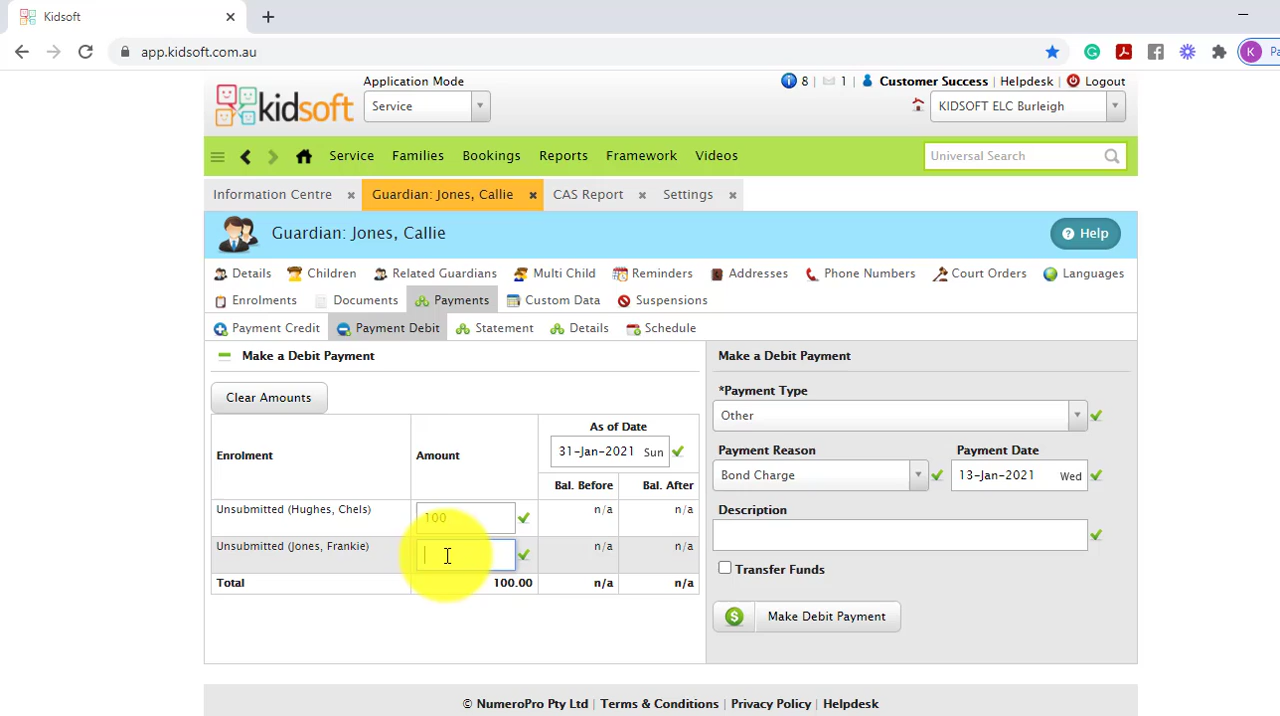 Kidsoft
app.kidsoft.com.au
K
Pa
kidsoft
Application Mode
Service
8 | 1 Customer Success | Helpdesk | Logout
KIDSOFT ELC Burleigh
Service Families Bookings Reports Framework Videos
Universal Search
Information Centre Guardian: Jones, Callie CAS Report Settings
Guardian: Jones, Callie
Help
Details Children Related Guardians Multi Child Reminders Addresses Phone Numbers Court Orders Languages
Enrolments Documents Payments Custom Data Suspensions
Payment Credit Payment Debit Statement Details Schedule
Make a Debit Payment
Clear Amounts
Enrolment Amount As of Date
31-Jan-2021 Sun
Bal. Before Bal. After
Unsubmitted (Hughes, Chels) 100 n/a n/a
Unsubmitted (Jones, Frankie) n/a n/a
Total 100.00 n/a n/a
Make a Debit Payment
*Payment Type
Other
Payment Reason Payment Date
Bond Charge 13-Jan-2021 Wed
Description
Transfer Funds
$ Make Debit Payment
© NumeroPro Pty Ltd | Terms & Conditions | Privacy Policy | Helpdesk